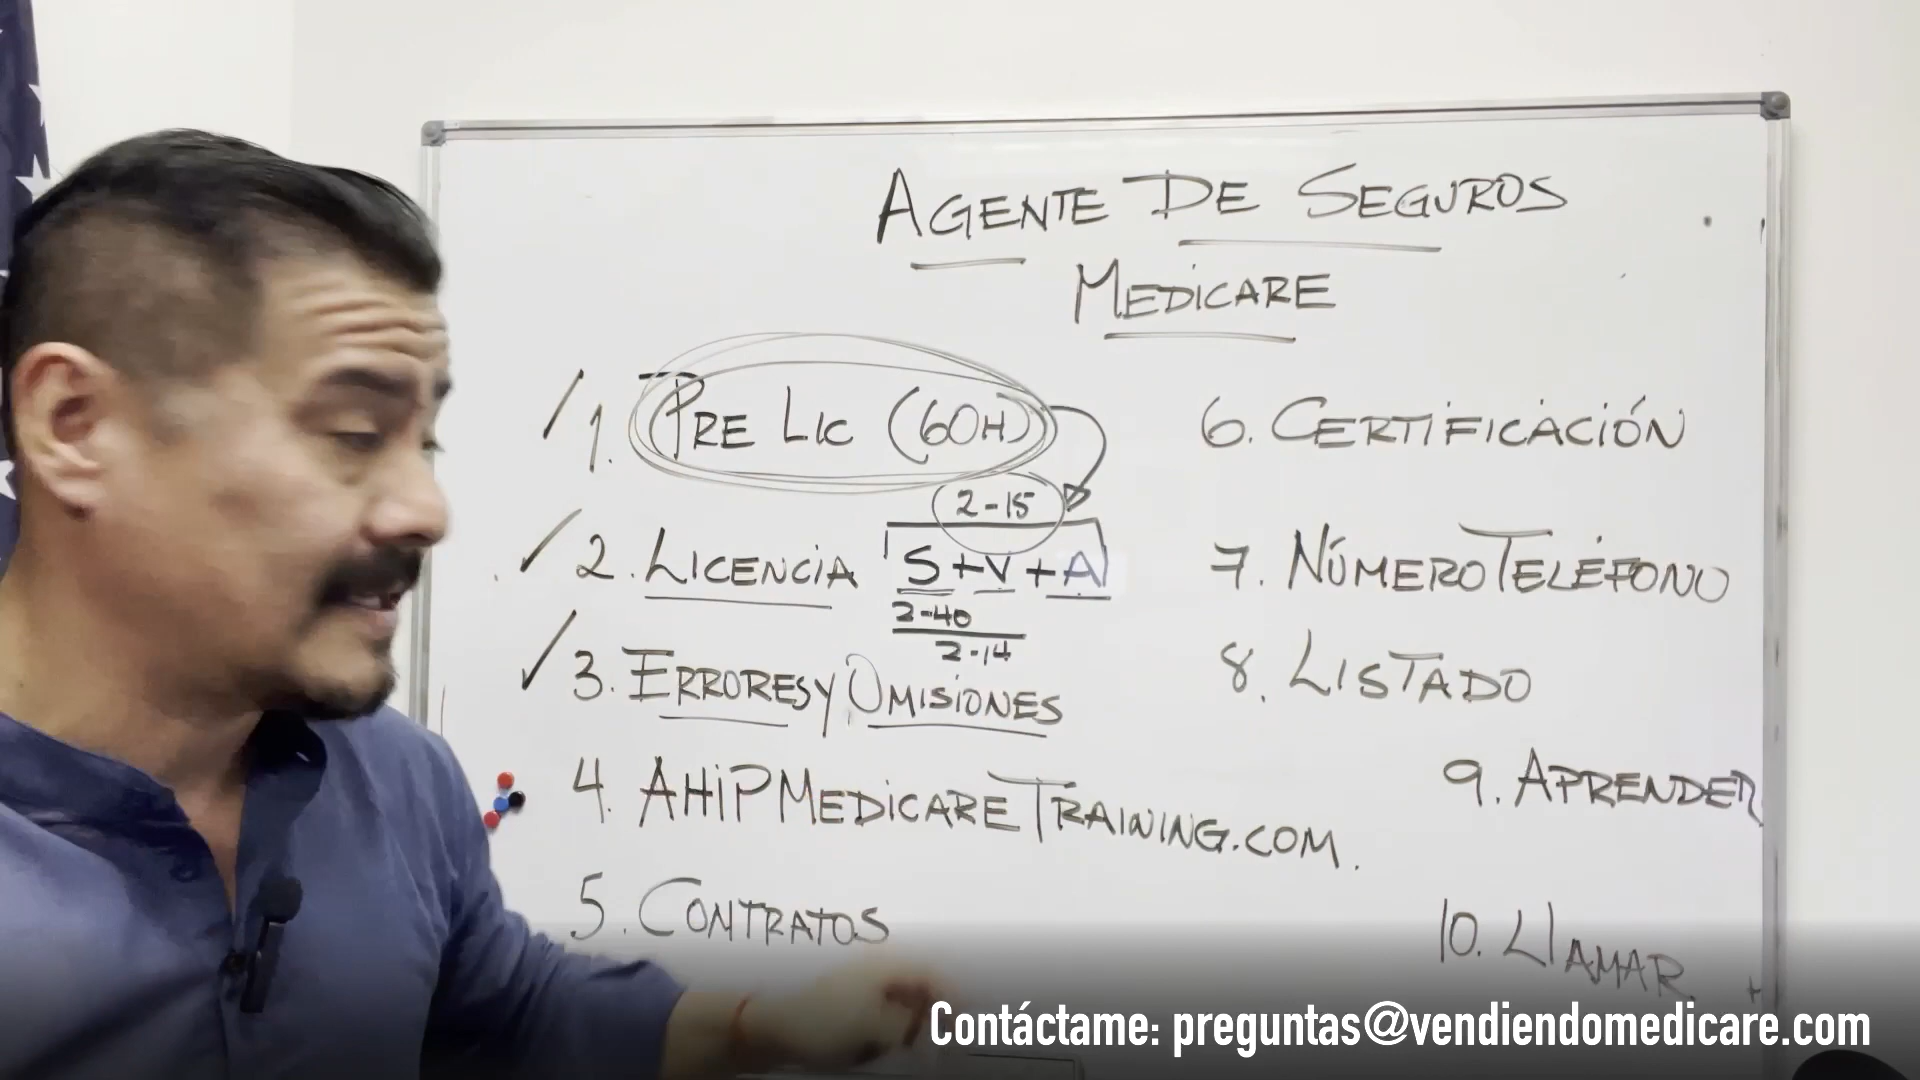 AGENTE DE SEGUROS
MEDICARE
1. PRE LIC (60H)
2-15
2. LICENCIA S+V+A
2-40
2-14
3. ERRORES Y OMISIONES
4. AHIPMEDICARETRAINING.COM.
5. CONTRATOS
6. CERTIFICACIÓN
7. NÚMERO TELÉFONO
8. LISTADO
9. APRENDER
10. LLAMAR
Contáctame: preguntas@vendiendomedicare.com